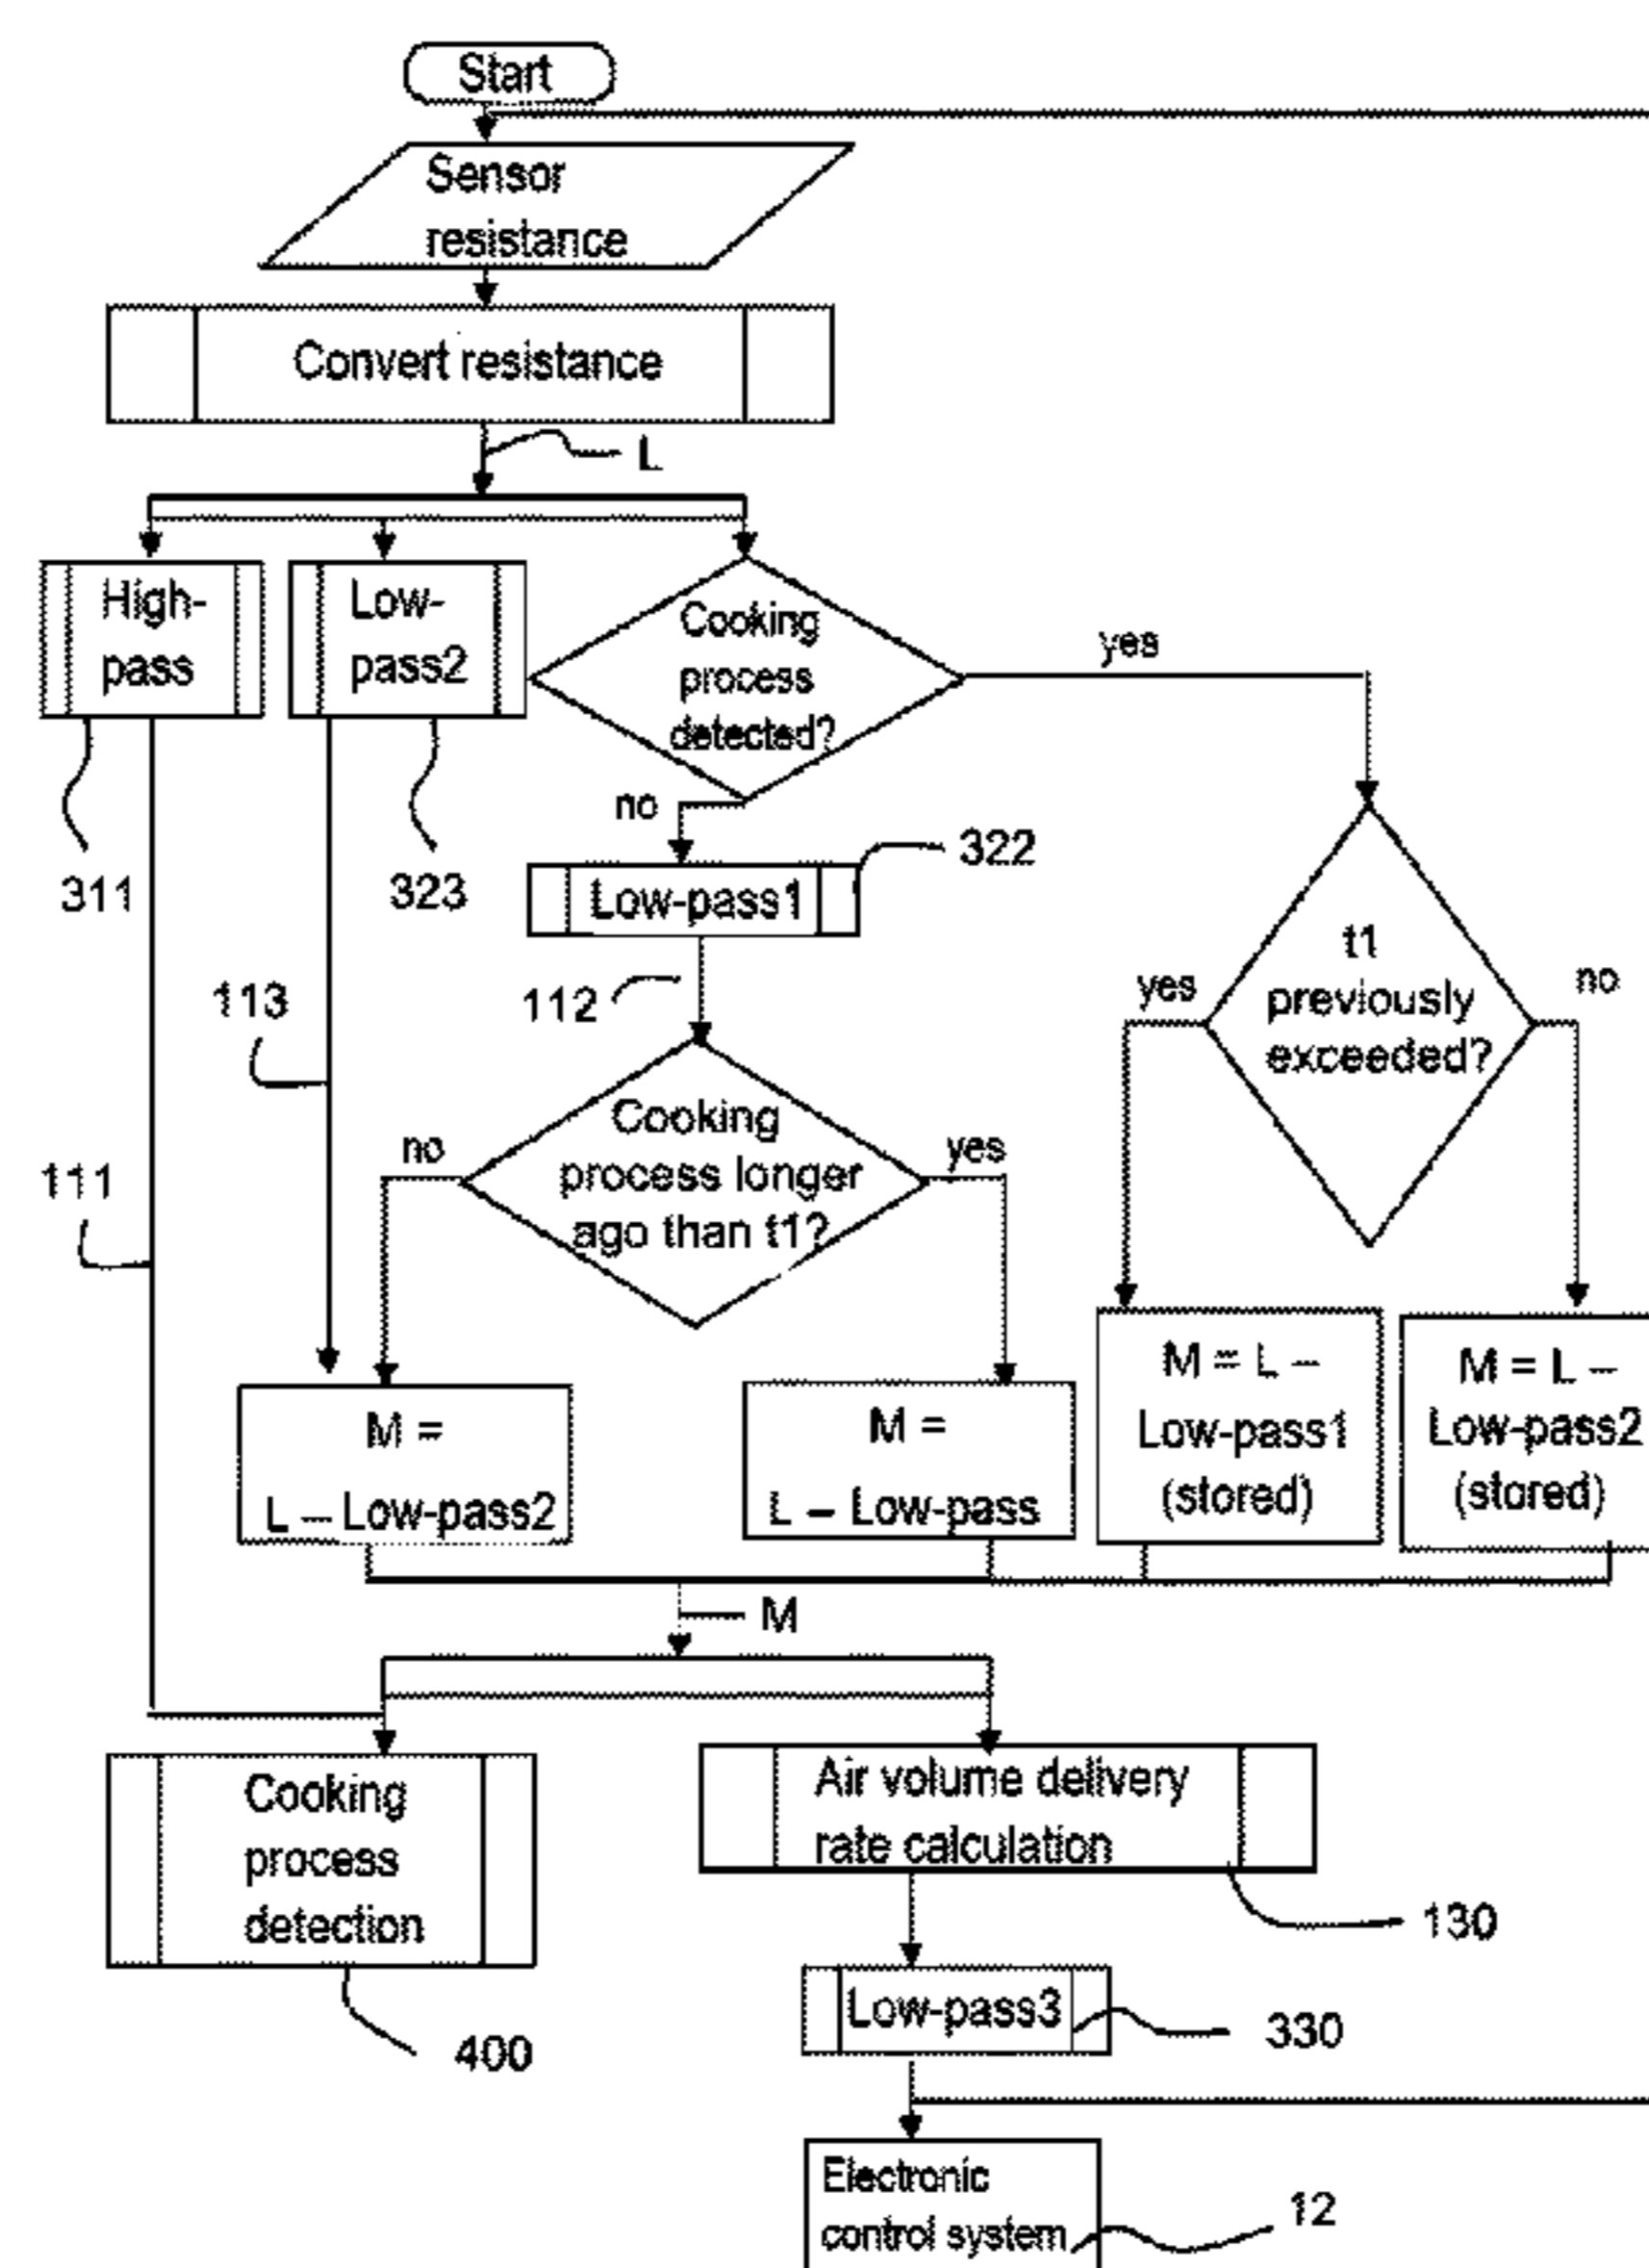 Start
Sensor
resistance
Convert resistance
L
High-
pass
Low-
pass2
Cooking
process
detected?
yes
no
311
323
Low-pass1
322
t1
previously
exceeded?
yes
no
113
112
Cooking
process longer
ago than t1?
no
yes
111
M =
L – Low-pass2
M =
L – Low-pass
M = L –
Low-pass1
(stored)
M = L –
Low-pass2
(stored)
M
Cooking
process
detection
400
Air volume delivery
rate calculation
130
Low-pass3
330
Electronic
control system
12